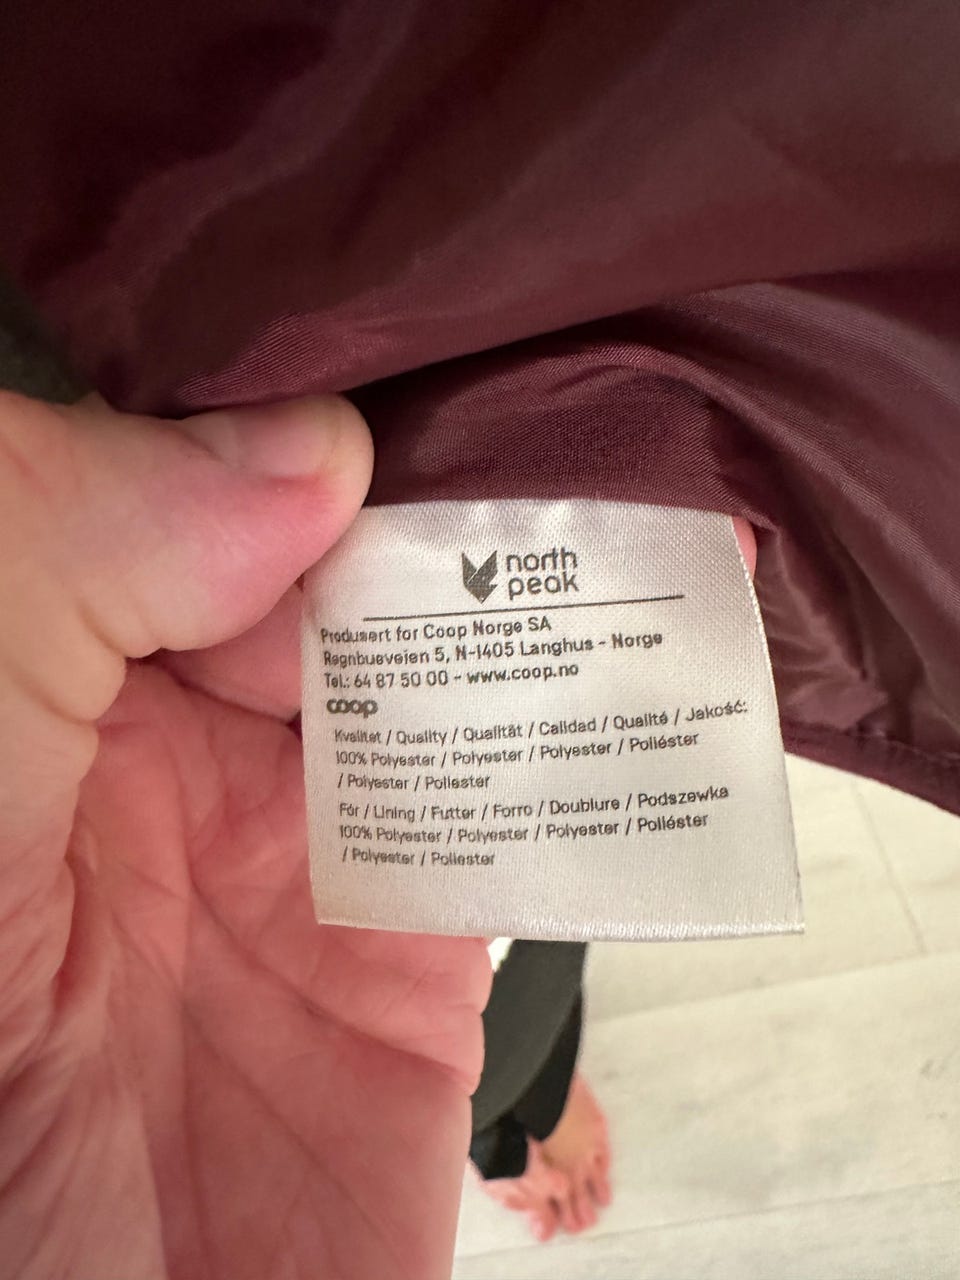 north
peak
Produsert for Coop Norge SA
Regnbueveien 5, N-1405 Langhus - Norge
Tel.: 64 87 50 00 - www.coop.no
coop
Kvalitet / Quality / Qualität / Calidad / Qualité / Jakość:
100% Polyester / Polyester / Polyester / Poliéster
/ Polyester / Poliester
Fôr / Lining / Futter / Forro / Doublure / Podszewka
100% Polyester / Polyester / Polyester / Poliéster
/ Polyester / Poliester